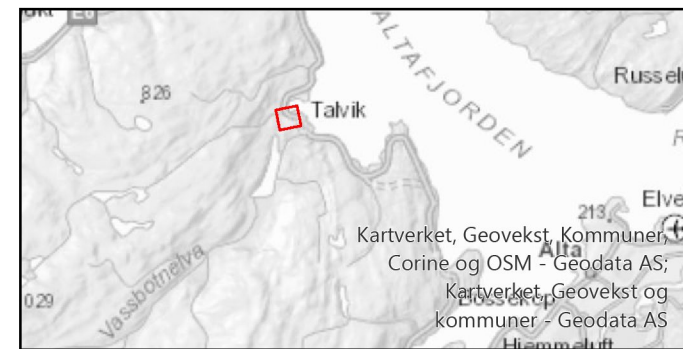 E6
Russel
826
Talvik
ALTAFJORDEN
R
Elve
213
Kartverket, Geovekst, Kommuner,
Alta
Corine og OSM - Geodata AS;
Vassbotnelva
Bossekop
Kartverket, Geovekst og
029
kommuner - Geodata AS
Hjemmeluft